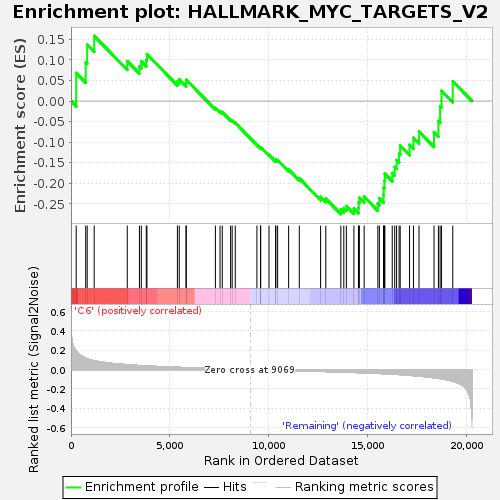 Enrichment plot: HALLMARK_MYC_TARGETS_V2
Enrichment score (ES)
0.15
0.10
0.05
0.00
-0.05
-0.10
-0.15
-0.20
-0.25
'C6' (positively correlated)
Ranked list metric (Signal2Noise)
0.6
0.4
0.2
0.0
-0.2
-0.4
-0.6
Zero cross at 9069
'Remaining' (negatively correlated)
0 5,000 10,000 15,000 20,000
Rank in Ordered Dataset
Enrichment profile Hits Ranking metric scores